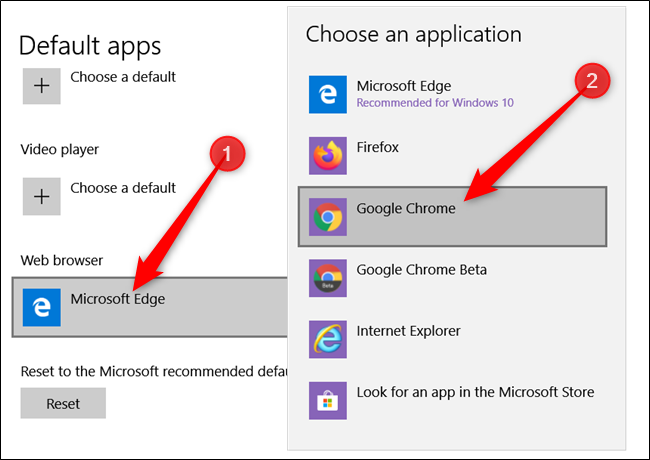 Default apps
Choose a default
Video player
Choose a default
Web browser
Microsoft Edge
Reset to the Microsoft recommended defau
Reset
1
Choose an application
Microsoft Edge
Recommended for Windows 10
Firefox
Google Chrome
Google Chrome Beta
Beta
Internet Explorer
Look for an app in the Microsoft Store
2